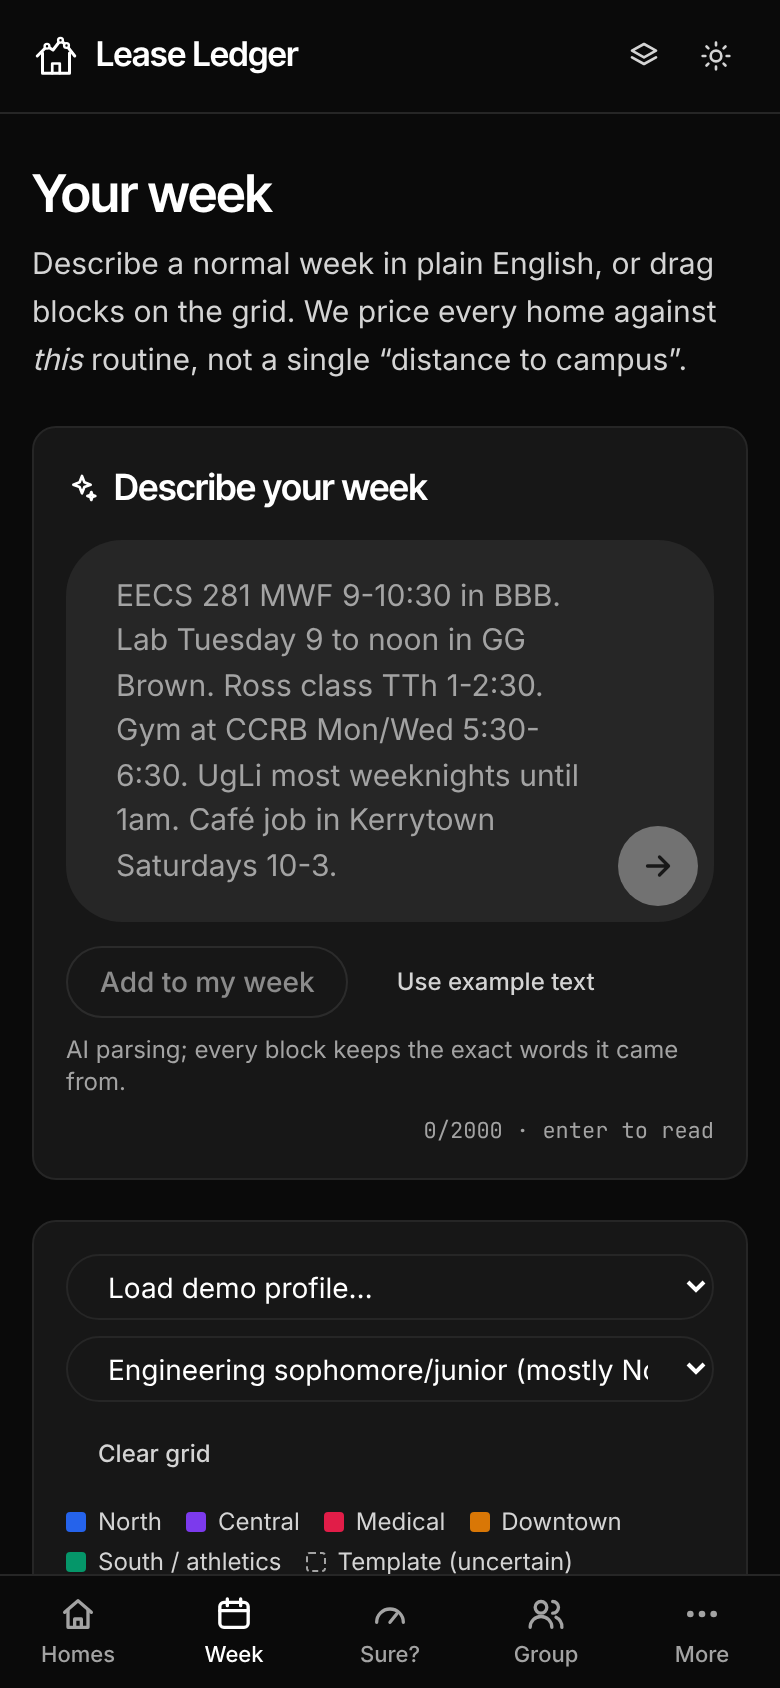 Lease Ledger
Your week
Describe a normal week in plain English, or drag
blocks on the grid. We price every home against
this routine, not a single “distance to campus”.
Describe your week
EECS 281 MWF 9-10:30 in BBB.
Lab Tuesday 9 to noon in GG
Brown. Ross class TTh 1-2:30.
Gym at CCRB Mon/Wed 5:30-
6:30. UgLi most weeknights until
1am. Café job in Kerrytown
Saturdays 10-3.
Add to my week
Use example text
AI parsing; every block keeps the exact words it came
from.
0/2000 · enter to read
Load demo profile...
Engineering sophomore/junior (mostly No
Clear grid
North Central Medical Downtown
South / athletics Template (uncertain)
Homes Week Sure? Group More